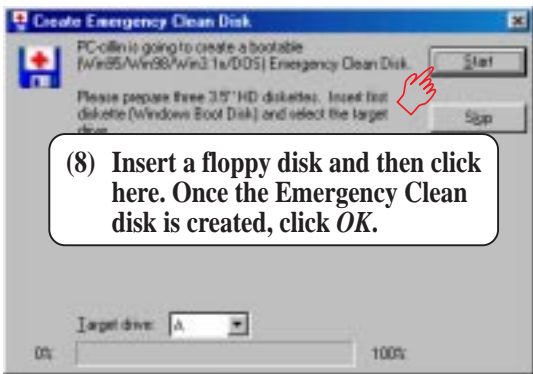 Create Emergency Clean Disk
PC-cillin is going to create a bootable
(Win95/Win98/Win3.1x/DOS) Emergency Clean Disk.
Start
Please prepare three 3.5" HD diskettes. Insert first
diskette (Windows Boot Disk) and select the target
drive.
Skip
(8) Insert a floppy disk and then click
here. Once the Emergency Clean
disk is created, click OK.
Target drive: A
0% 100%